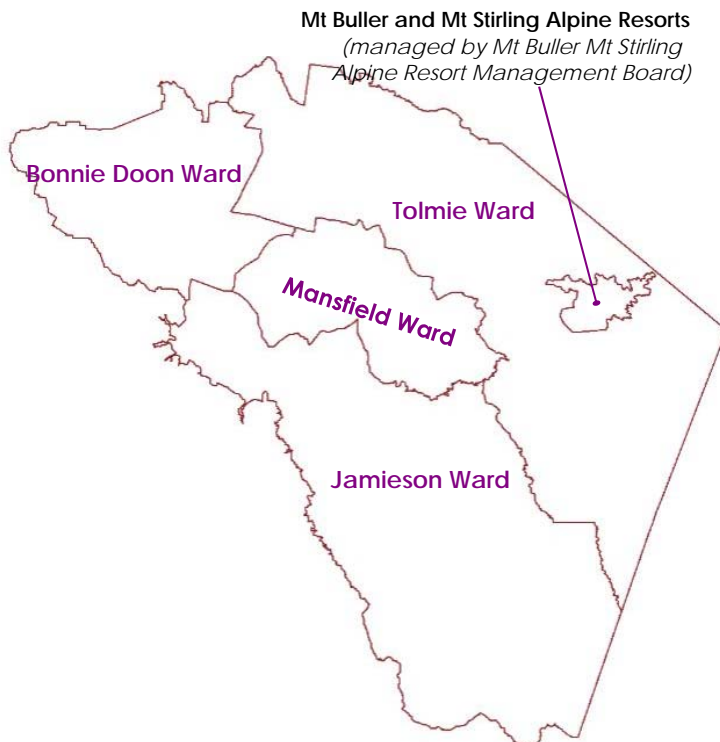 Mt Buller and Mt Stirling Alpine Resorts
(managed by Mt Buller Mt Stirling
Alpine Resort Management Board)
Bonnie Doon Ward
Tolmie Ward
Mansfield Ward
Jamieson Ward